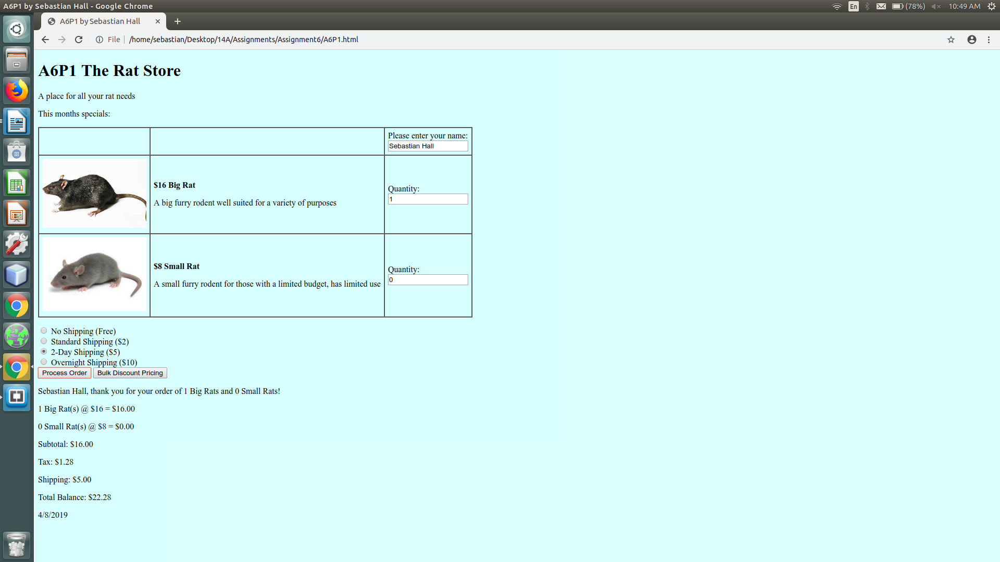 A6P1 by Sebastian Hall - Google Chrome
En
(78%)
10:49 AM
A6P1 by Sebastian Hall
File
/home/sebastian/Desktop/14A/Assignments/Assignment6/A6P1.html
A6P1 The Rat Store
A place for all your rat needs
This months specials:
Please enter your name:
Sebastian Hall
$16 Big Rat
A big furry rodent well suited for a variety of purposes
Quantity:
1
$8 Small Rat
A small furry rodent for those with a limited budget, has limited use
Quantity:
0
No Shipping (Free)
Standard Shipping ($2)
2-Day Shipping ($5)
Overnight Shipping ($10)
Process Order
Bulk Discount Pricing
Sebastian Hall, thank you for your order of 1 Big Rats and 0 Small Rats!
1 Big Rat(s) @ $16 = $16.00
0 Small Rat(s) @ $8 = $0.00
Subtotal: $16.00
Tax: $1.28
Shipping: $5.00
Total Balance: $22.28
4/8/2019